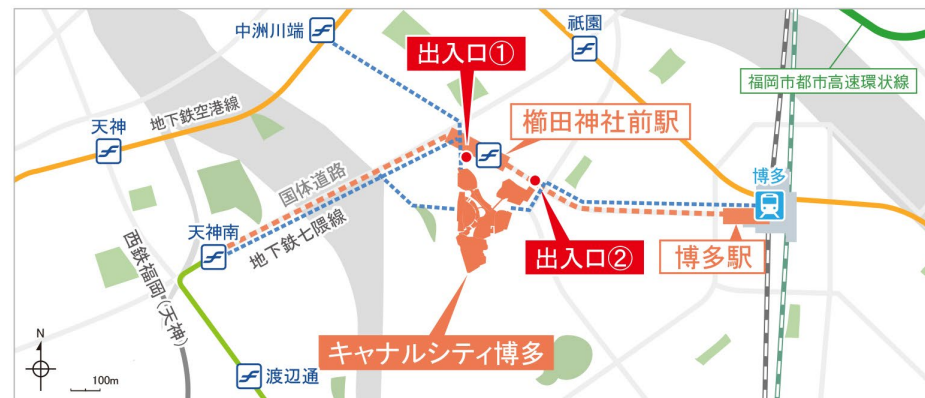 中洲川端
祇園
出入口①
福岡市都市高速環状線
櫛田神社前駅
地下鉄空港線
天神
博多
国体道路
天神南
地下鉄七隈線
出入口②
博多駅
西鉄福岡(天神)
キャナルシティ博多
N
100m
渡辺通